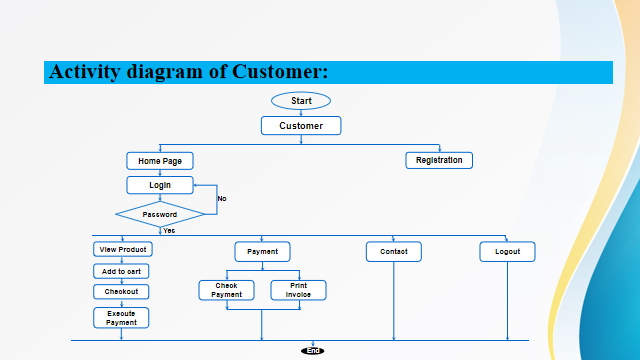 Activity diagram of Customer:
Start
Customer
Home Page
Registration
Login
No
Password
Yes
View Product
Payment
Contact
Logout
Add to cart
Check
Payment
Print
Invoice
Checkout
Execute
Payment
End